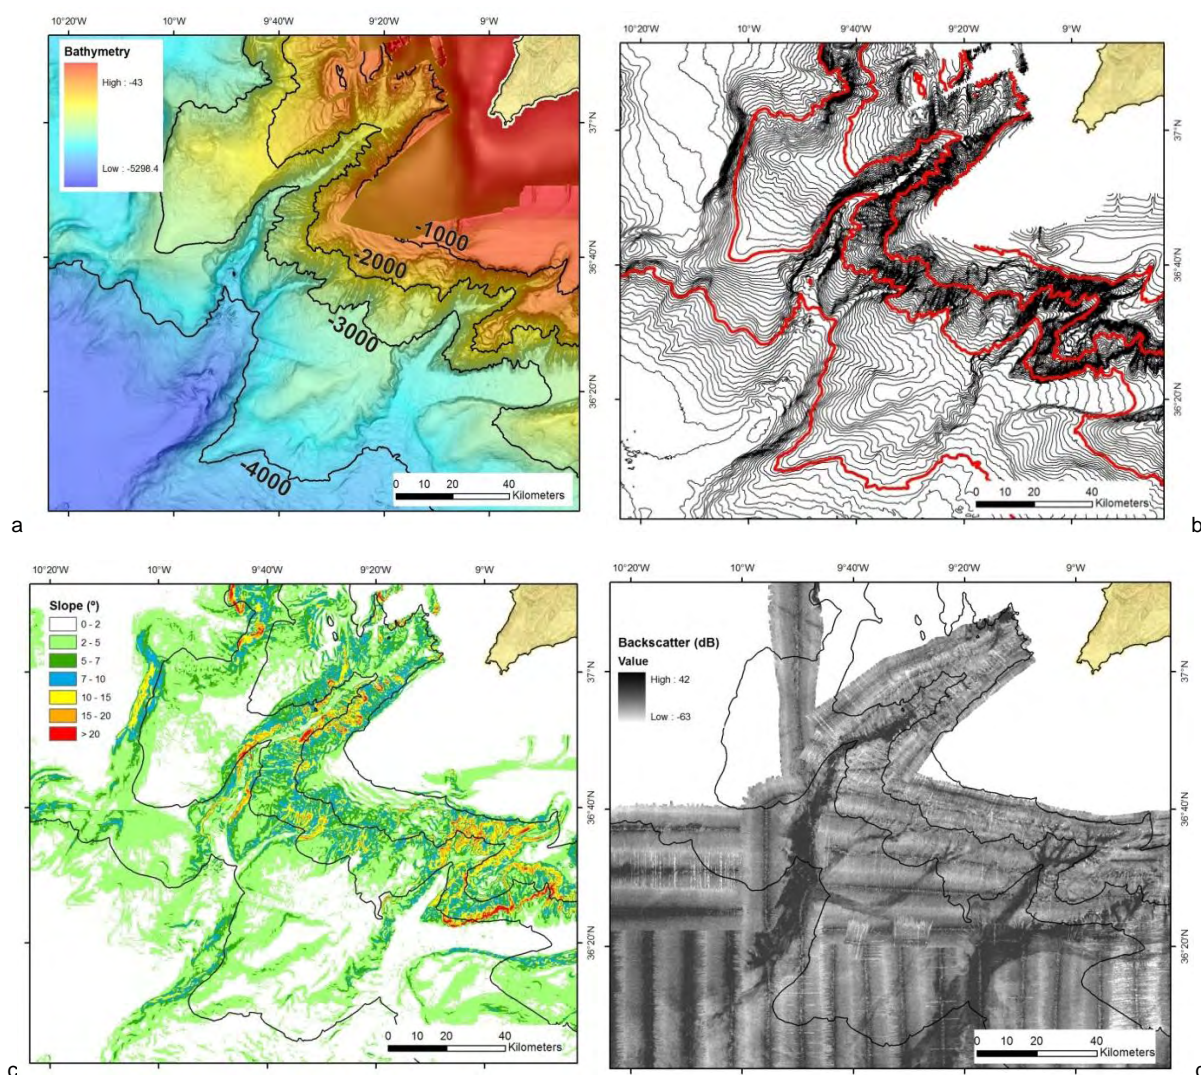 10°20'W 10°W 9°40'W 9°20'W 9°W
Bathymetry
High : -43
Low : -5298.4
37°N
36°40'N
36°20'N
-1000
-2000
-3000
-4000
0 10 20 40
Kilometers
a
10°20'W 10°W 9°40'W 9°20'W 9°W
37°N
36°40'N
36°20'N
0 10 20 40
Kilometers
b
10°20'W 10°W 9°40'W 9°20'W 9°W
Slope (º)
0 - 2
2 - 5
5 - 7
7 - 10
10 - 15
15 - 20
> 20
37°N
36°40'N
36°20'N
0 10 20 40
Kilometers
c
10°20'W 10°W 9°40'W 9°20'W 9°W
Backscatter (dB)
Value
High : 42
Low : -63
37°N
36°40'N
36°20'N
0 10 20 40
Kilometers